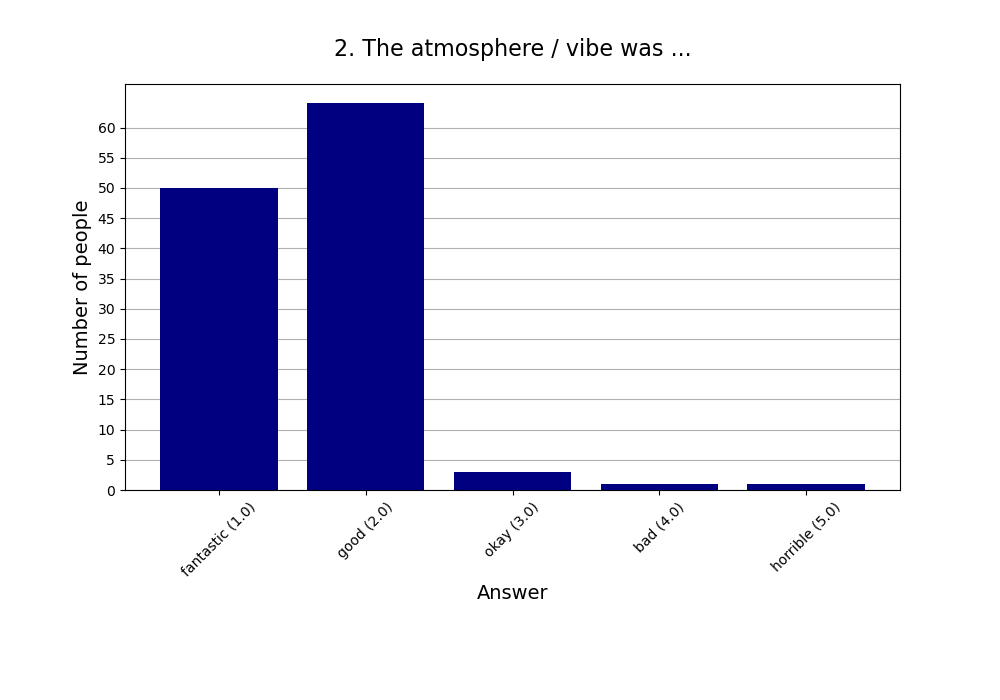 2. The atmosphere / vibe was ...
Number of people
60
55
50
45
40
35
30
25
20
15
10
5
0
fantastic (1.0)
good (2.0)
okay (3.0)
bad (4.0)
horrible (5.0)
Answer